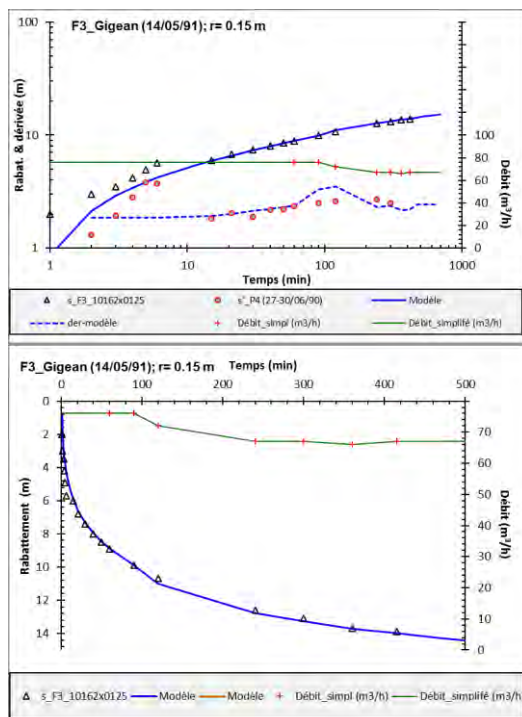 F3_Gigean (14/05/91); r= 0.15 m
Rabat. & dérivée (m)
100
10
1
100
80
60
40
20
0
Débit (m³/h)
1 10 100 1000
Temps (min)
s_F3_10162x0125 s'_P4 (27-30/06/90) Modèle
der-modèle Débit_simpl (m3/h) Débit_simplifé (m3/h)
F3_Gigean (14/05/91); r= 0.15 m Temps (min)
0 100 200 300 400 500
Rabattement (m)
0
2
4
6
8
10
12
14
70
60
50
40
30
20
10
0
Débit (m³/h)
s_F3_10162x0125 Modèle Modèle Débit_simpl (m3/h) Débit_simplifé (m3/h)